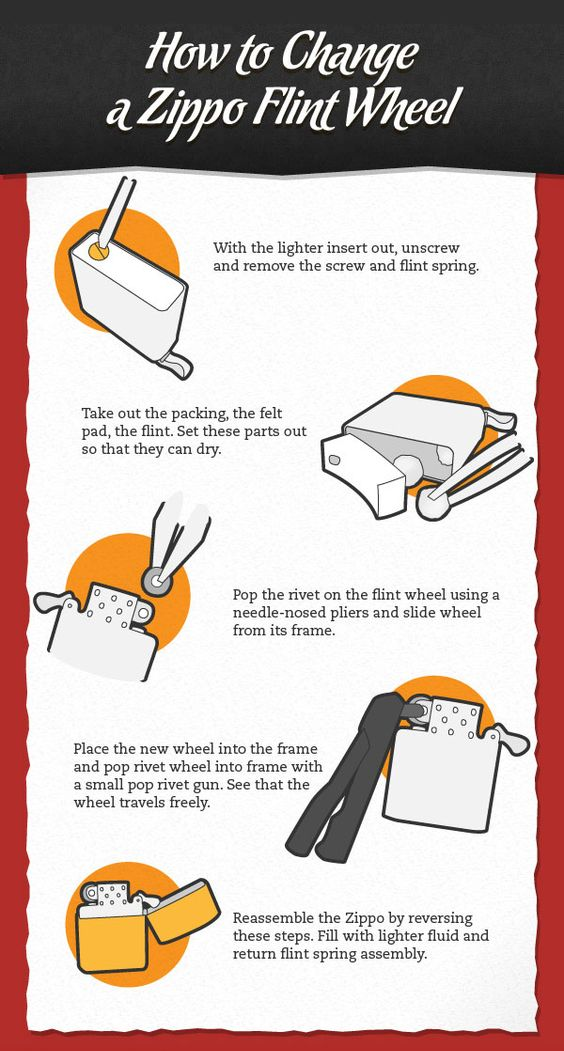 How to Change
a Zippo Flint Wheel
With the lighter insert out, unscrew
and remove the screw and flint spring.
Take out the packing, the felt
pad, the flint. Set these parts out
so that they can dry.
Pop the rivet on the flint wheel using a
needle-nosed pliers and slide wheel
from its frame.
Place the new wheel into the frame
and pop rivet wheel into frame with
a small pop rivet gun. See that the
wheel travels freely.
Reassemble the Zippo by reversing
these steps. Fill with lighter fluid and
return flint spring assembly.